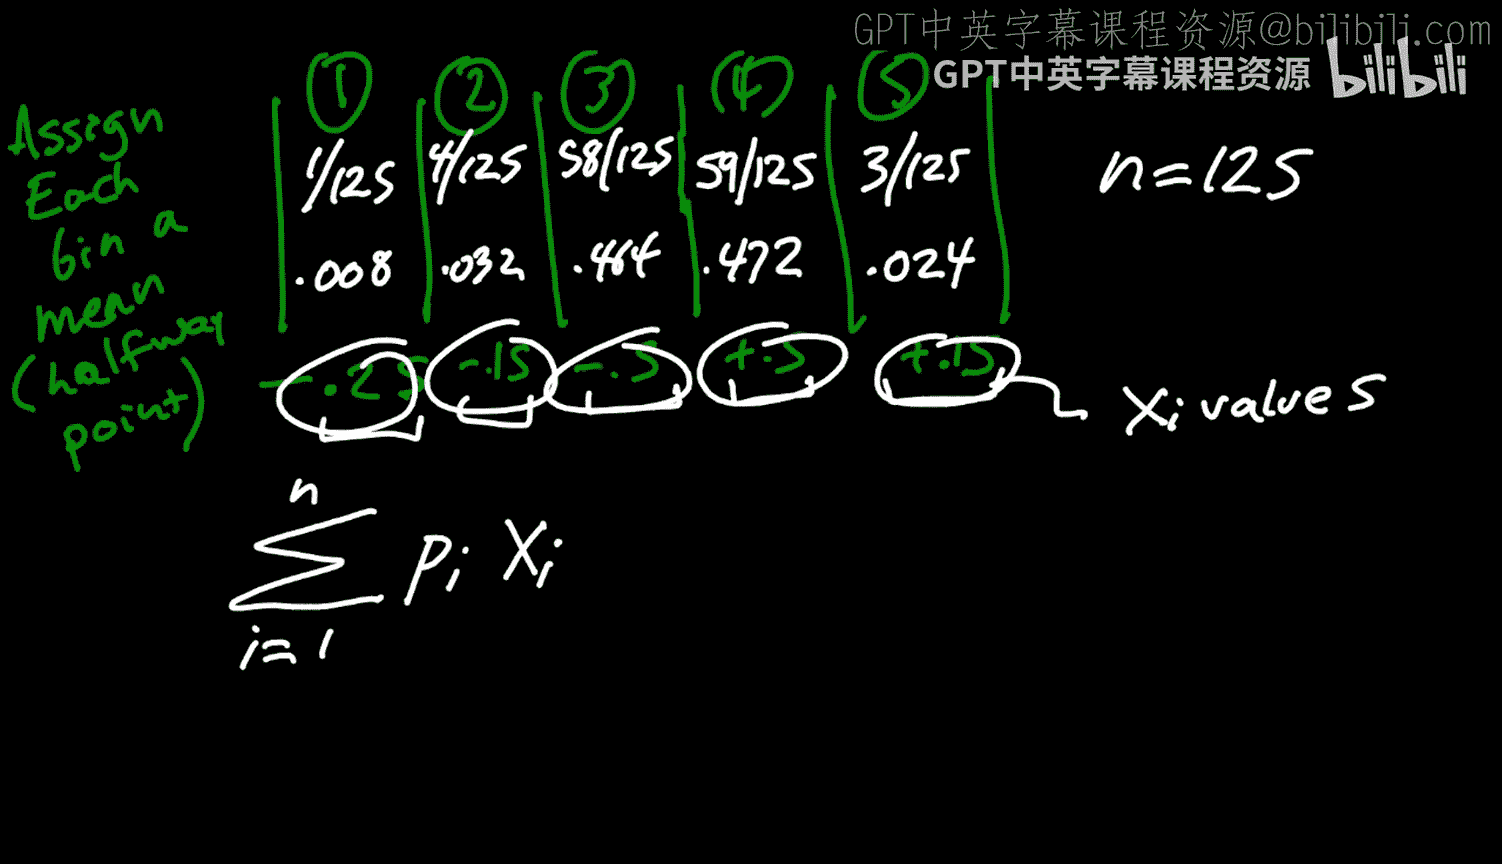 GPT中英字幕课程资源@bilibili.com
GPT中英字幕课程资源 bilibili
Assign
Each
bin a
mean
(halfway
point)
1 2 3 (4) 5
1/125 4/125 58/125 59/125 3/125
n=125
.008 .032 .464 .472 .024
-.25 -.15 -.5 +.5 +.15
Xi values
n
∑ pi Xi
i=1